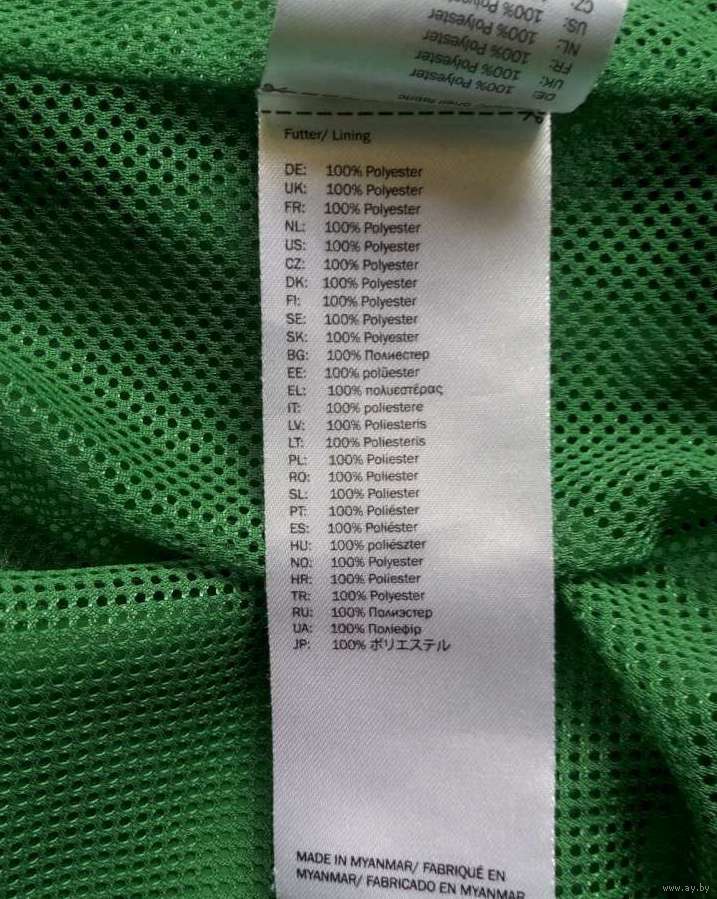 CZ:
US: 100% Polyester
NL: 100% Polyester
FR: 100% Polyester
UK: 100% Polyester
DE: 100% Polyester
Futter/ Lining
DE: 100% Polyester
UK: 100% Polyester
FR: 100% Polyester
NL: 100% Polyester
US: 100% Polyester
CZ: 100% Polyester
DK: 100% Polyester
FI: 100% Polyester
SE: 100% Polyester
SK: 100% Polyester
BG: 100% Полиестер
EE: 100% polüester
EL: 100% πολυεστέρας
IT: 100% poliestere
LV: 100% Poliesteris
LT: 100% Poliesteris
PL: 100% Poliester
RO: 100% Poliester
SL: 100% Poliester
PT: 100% Poliéster
ES: 100% Poliéster
HU: 100% poliészter
NO: 100% Polyester
HR: 100% Poliester
TR: 100% Polyester
RU: 100% Полиэстер
UA: 100% Поліефір
JP: 100% ポリエステル
MADE IN MYANMAR/ FABRIQUÉ EN
MYANMAR/ FABRICADO EN MYANMAR
www.ay.by